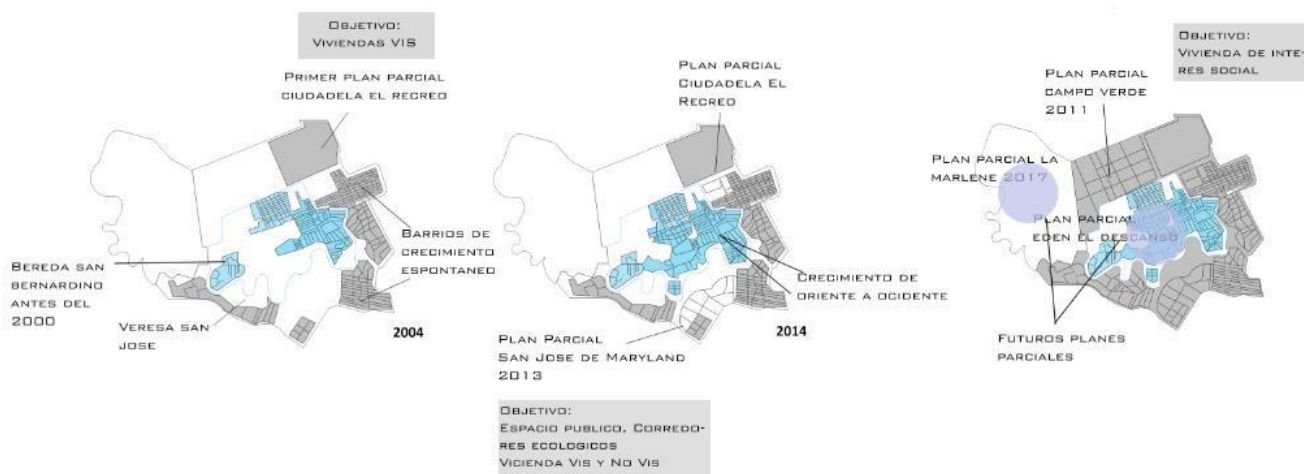 OBJETIVO:
VIVIENDAS VIS
PRIMER PLAN PARCIAL
CIUDADELA EL RECREO
BARRIOS DE
CRECIMIENTO
ESPONTANEO
BEREDA SAN
BERNARDINO
ANTES DEL
2000
VERESA SAN
JOSE
2004
PLAN PARCIAL
CIUDADELA EL
RECREO
CRECIMIENTO DE
ORIENTE A OCCIDENTE
2014
PLAN PARCIAL
SAN JOSE DE MARYLAND
2013
OBJETIVO:
ESPACIO PUBLICO, CORREDO-
RES ECOLOGICOS
VICIENDA VIS Y NO VIS
OBJETIVO:
VIVIENDA DE INTE-
RES SOCIAL
PLAN PARCIAL
CAMPO VERDE
2011
PLAN PARCIAL LA
MARLENE 2017
PLAN PARCIAL
EDEN EL DESCANSO
FUTUROS PLANES
PARCIALES